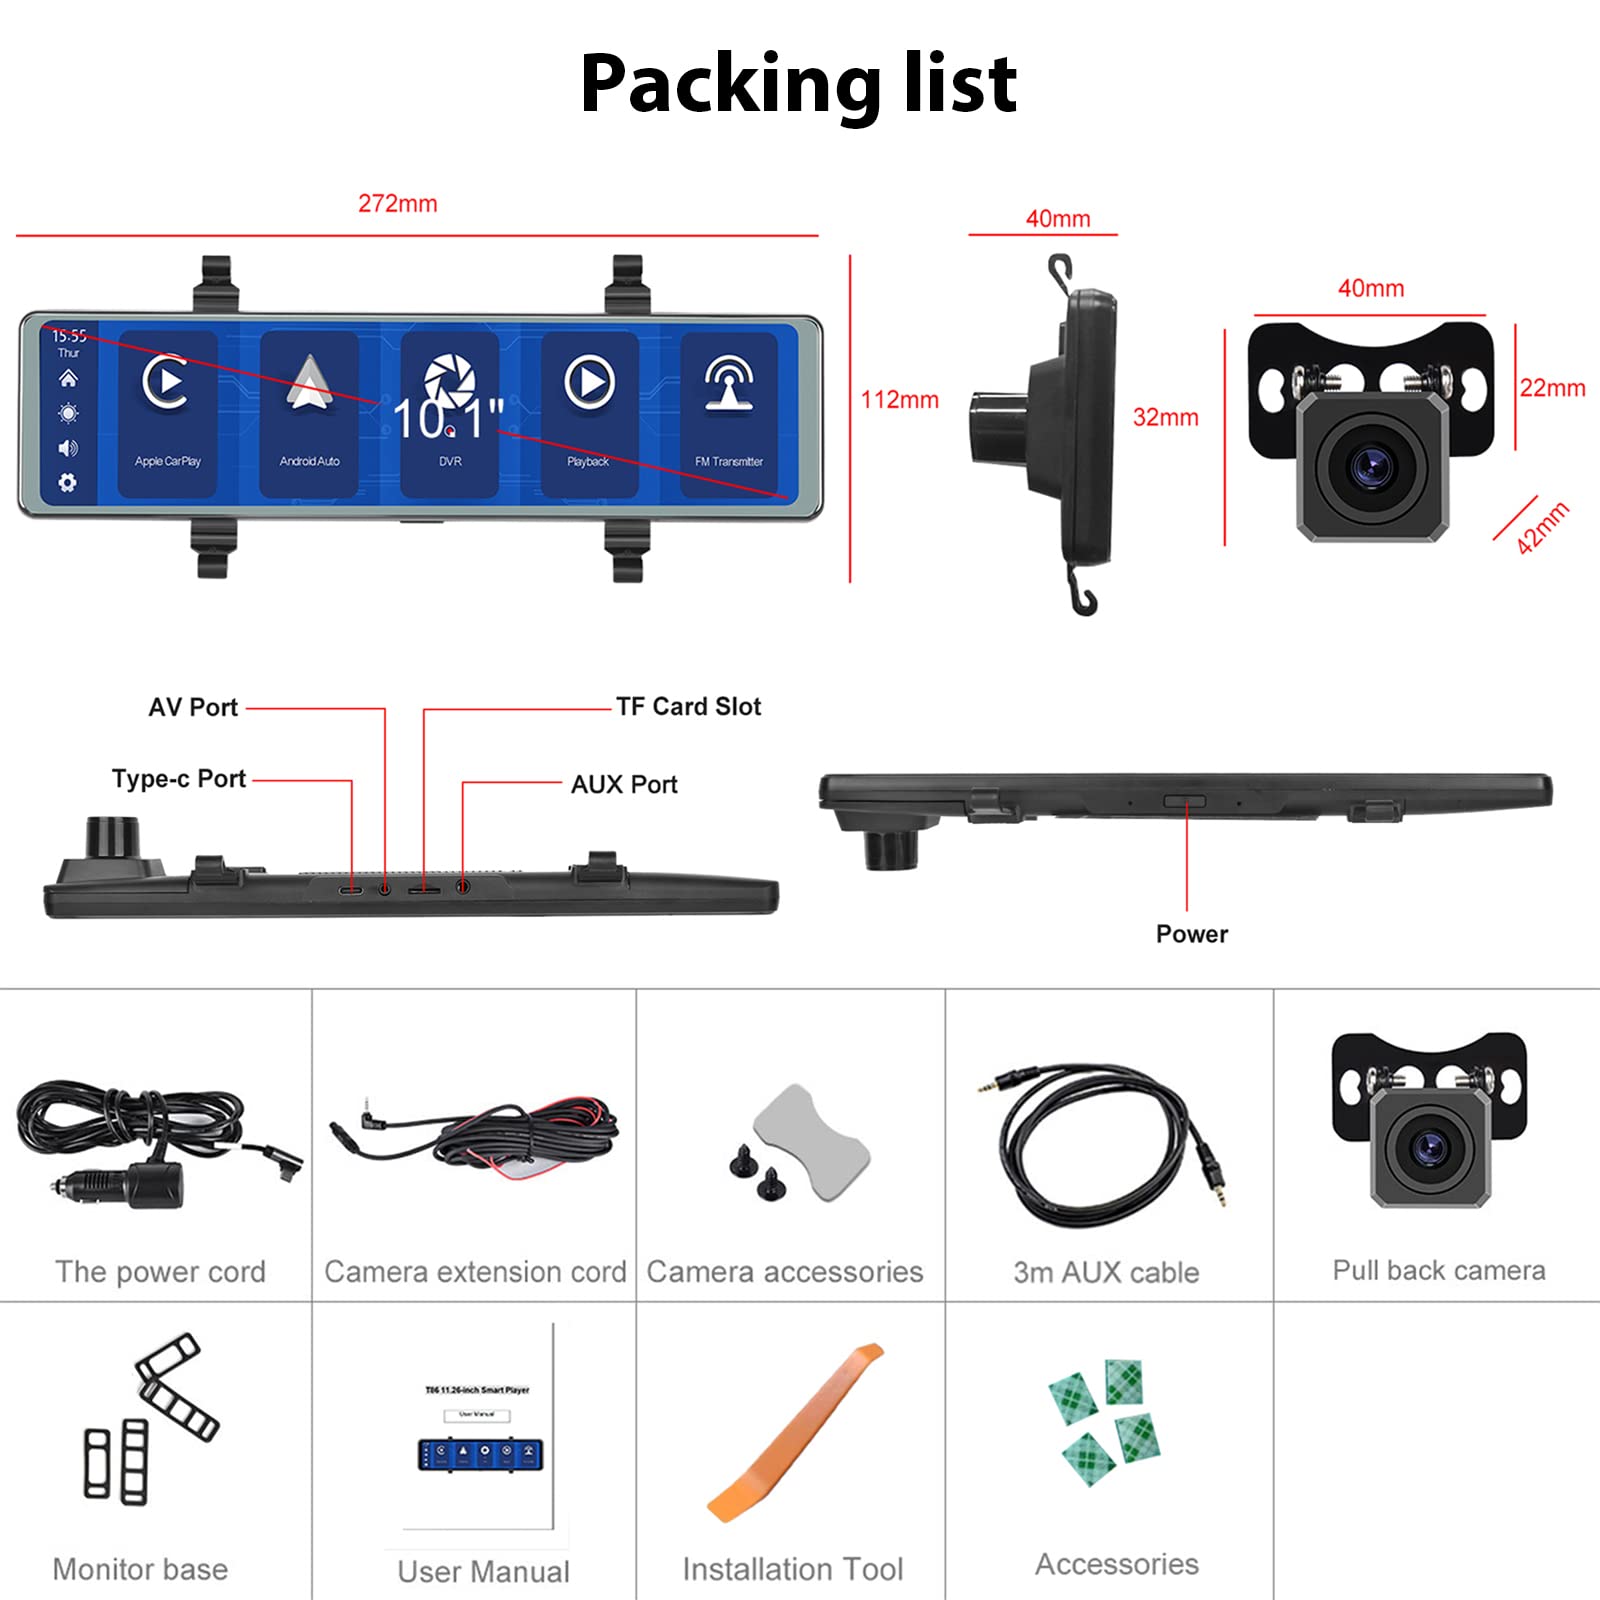 Packing list
272mm
40mm
40mm
15:55
Thur
10.1"
Apple CarPlay
Android Auto
DVR
Playback
FM Transmitter
112mm
32mm
22mm
42mm
AV Port
TF Card Slot
Type-c Port
AUX Port
Power
The power cord
Camera extension cord
Camera accessories
3m AUX cable
Pull back camera
T86 11.26-inch Smart Player
User Manual
Monitor base
User Manual
Installation Tool
Accessories